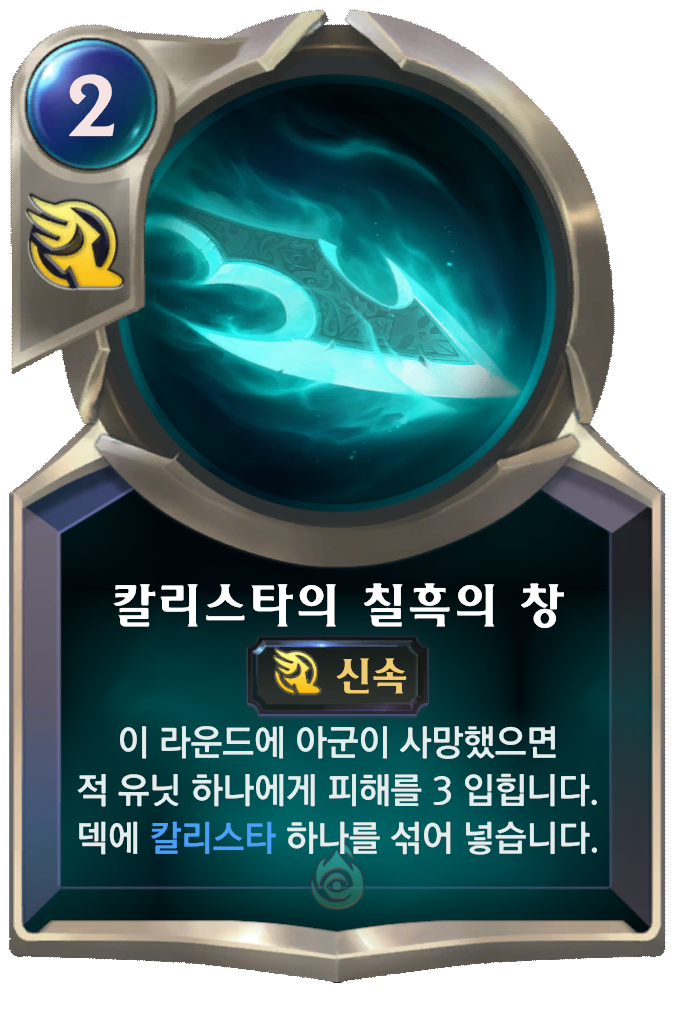 2
칼리스타의 칠흑의 창
신속
이 라운드에 아군이 사망했으면
적 유닛 하나에게 피해를 3 입힙니다.
덱에 칼리스타 하나를 섞어 넣습니다.